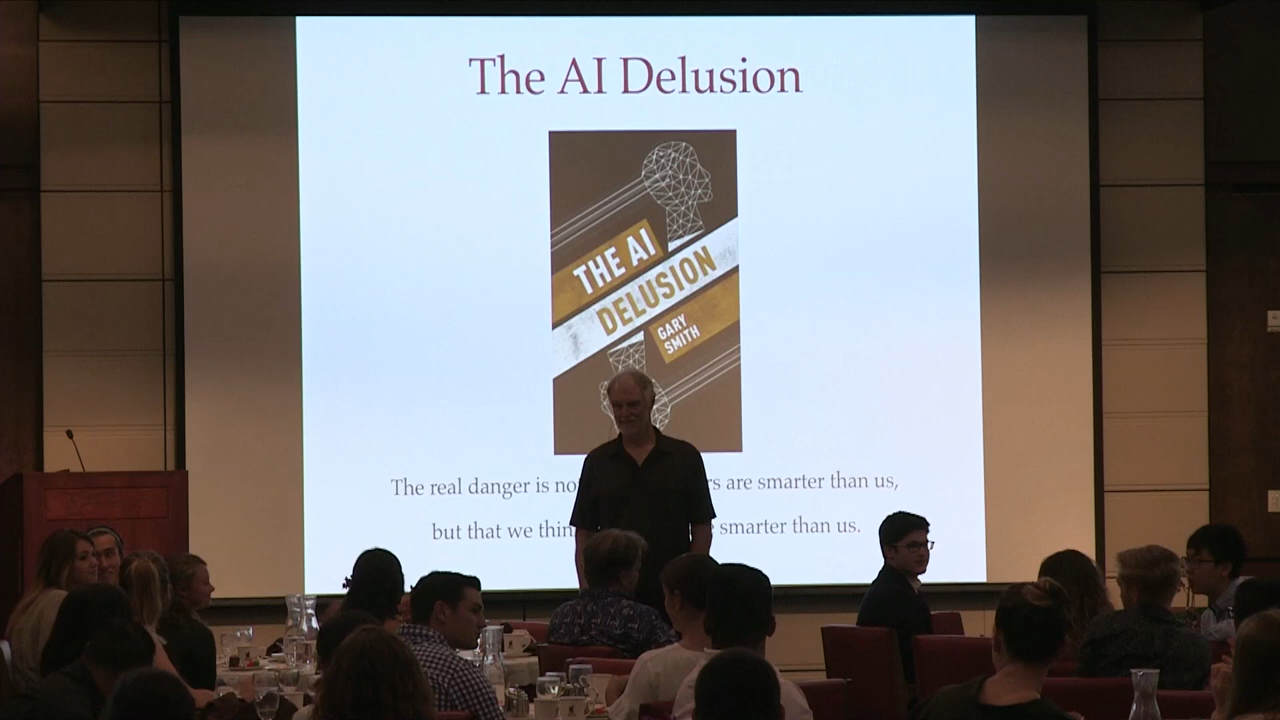 The AI Delusion
THE AI
DELUSION
GARY
SMITH
The real danger is no rs are smarter than us,
but that we thin smarter than us.